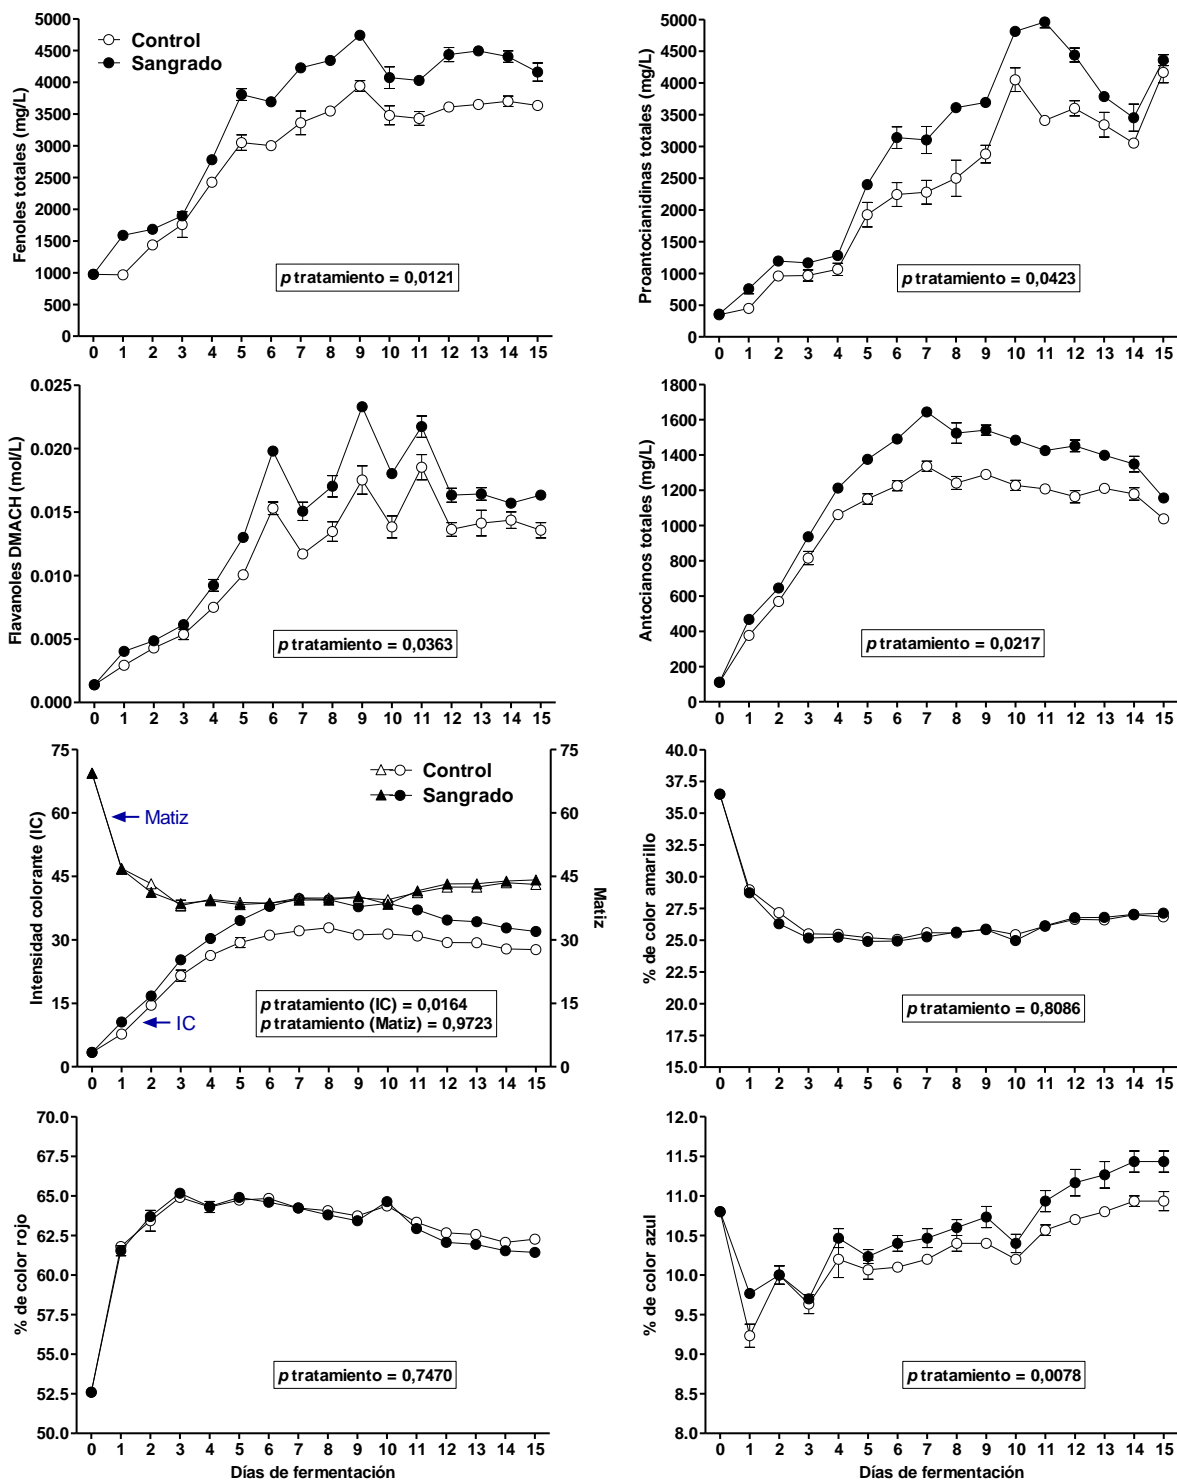 Fenoles totales (mg/L)
5000
4500
4000
3500
3000
2500
2000
1500
1000
500
0
Control
Sangrado
p tratamiento = 0,0121
0 1 2 3 4 5 6 7 8 9 10 11 12 13 14 15
Proantocianidinas totales (mg/L)
5000
4500
4000
3500
3000
2500
2000
1500
1000
500
0
p tratamiento = 0,0423
0 1 2 3 4 5 6 7 8 9 10 11 12 13 14 15
Flavanoles DMACH (mol/L)
0.025
0.020
0.015
0.010
0.005
0.000
p tratamiento = 0,0363
0 1 2 3 4 5 6 7 8 9 10 11 12 13 14 15
Antocianos totales (mg/L)
1800
1600
1400
1200
1000
800
600
400
200
0
p tratamiento = 0,0217
0 1 2 3 4 5 6 7 8 9 10 11 12 13 14 15
Intensidad colorante (IC)
75
60
45
30
15
0
Control
Sangrado
Matiz
IC
p tratamiento (IC) = 0,0164
p tratamiento (Matiz) = 0,9723
75
60
45
30
15
0
Matiz
0 1 2 3 4 5 6 7 8 9 10 11 12 13 14 15
% de color amarillo
40.0
37.5
35.0
32.5
30.0
27.5
25.0
22.5
20.0
17.5
15.0
p tratamiento = 0,8086
0 1 2 3 4 5 6 7 8 9 10 11 12 13 14 15
% de color rojo
70.0
67.5
65.0
62.5
60.0
57.5
55.0
52.5
50.0
p tratamiento = 0,7470
0 1 2 3 4 5 6 7 8 9 10 11 12 13 14 15
Días de fermentación
% de color azul
12.0
11.5
11.0
10.5
10.0
9.5
9.0
8.5
8.0
p tratamiento = 0,0078
0 1 2 3 4 5 6 7 8 9 10 11 12 13 14 15
Días de fermentación